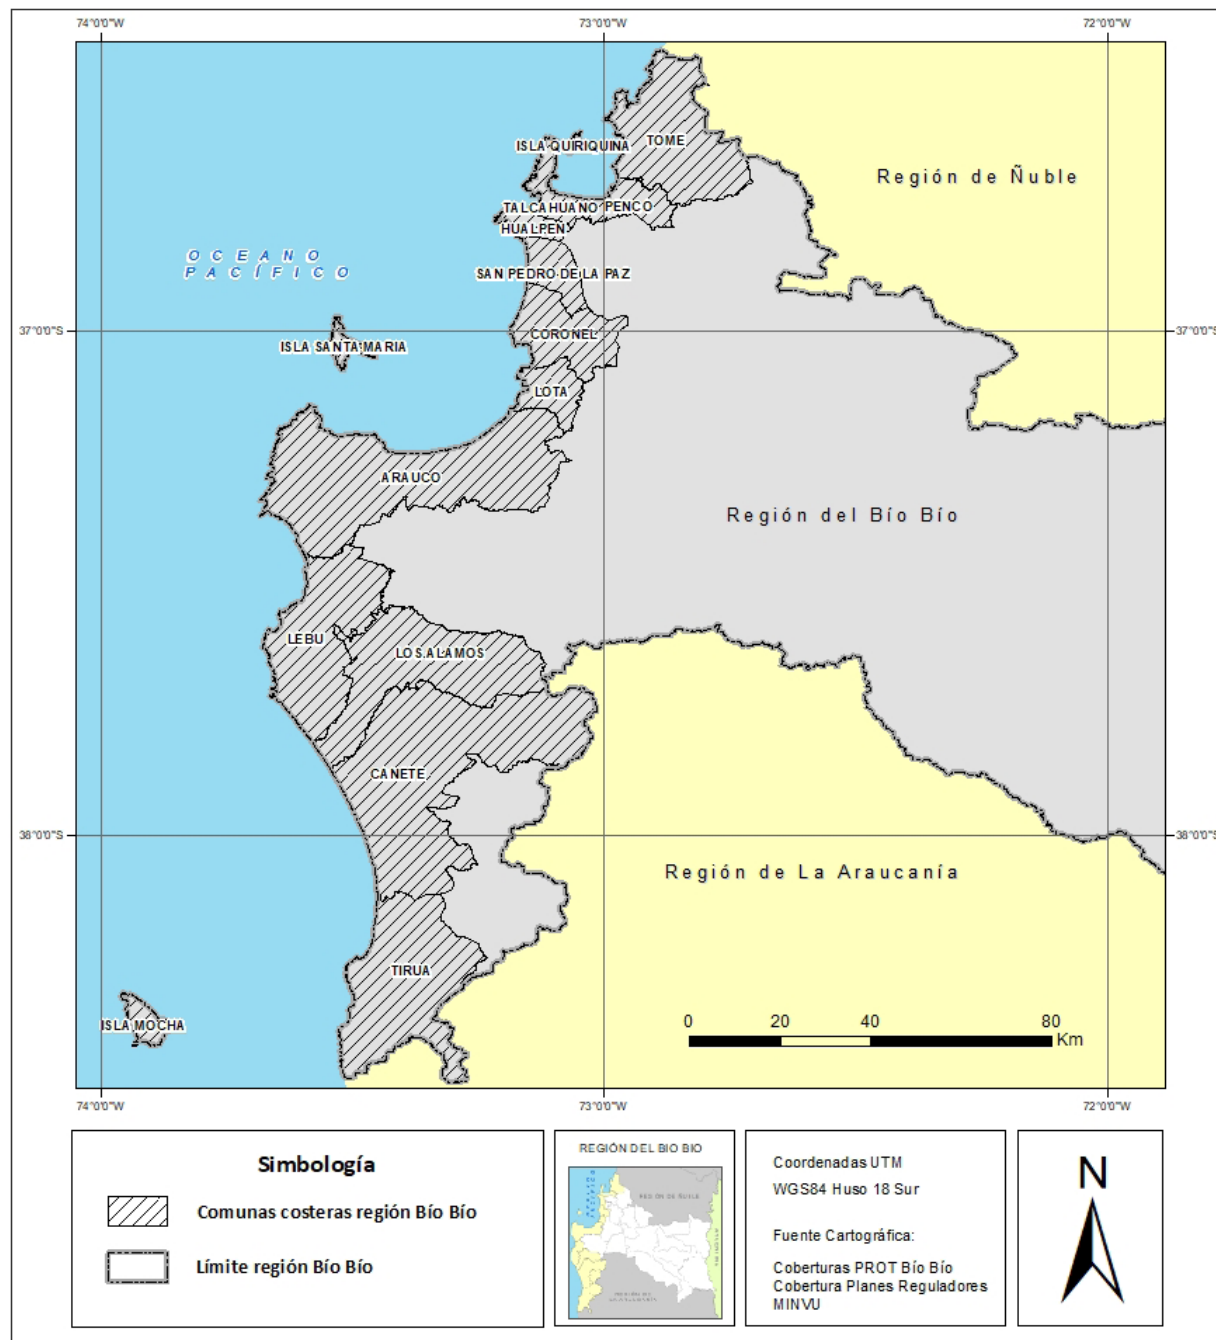 74°0'0"W
73°0'0"W
72°0'0"W
TOME
ISLA QUIRIQUINA
Región de Ñuble
TALCAHUANO
PENCO
HUALPEN
OCEANO
PACÍFICO
SAN PEDRO DE LA PAZ
37°0'0"S
37°0'0"S
CORONEL
ISLA SANTA MARIA
LOTA
ARAUCO
Región del Bío Bío
LEBU
LOS ALAMOS
CANETE
38°0'0"S
38°0'0"S
Región de La Araucanía
TIRUA
ISLA MOCHA
0 20 40 80
Km
74°0'0"W
73°0'0"W
72°0'0"W
Simbología
Comunas costeras región Bío Bío
Límite región Bío Bío
REGIÓN DEL BIO BIO
REGIÓN DE ÑUBLE
Coordenadas UTM
WGS84 Huso 18 Sur
Fuente Cartográfica:
Coberturas PROT Bío Bío
Cobertura Planes Reguladores
MINVU
N